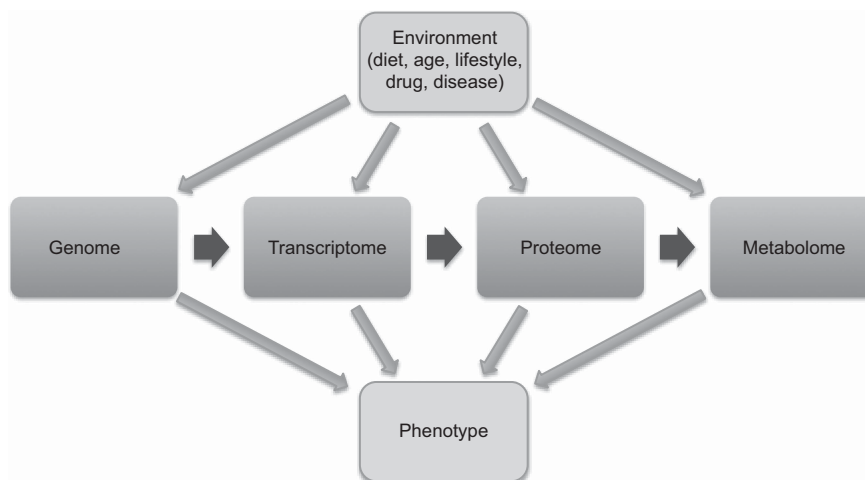 Environment
(diet, age, lifestyle,
drug, disease)
Genome
Transcriptome
Proteome
Metabolome
Phenotype